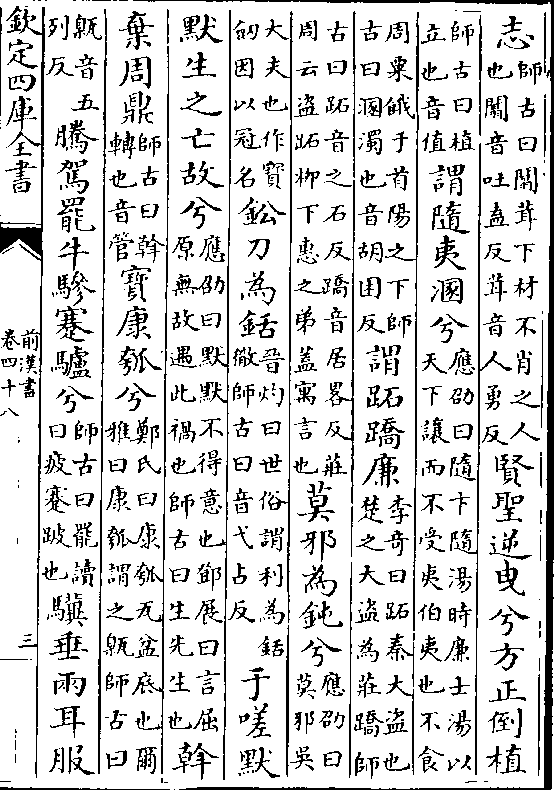 志師古曰闒茸下材不肖之人也闒音吐盍反茸音人勇反賢聖逆曳兮方正倒植
師古曰植立也音值謂隨夷溷兮應劭曰隨卞隨湯時廉士湯以天下讓而不受夷伯夷也不食
周粟餓于首陽之下師古曰溷濁也音胡困反謂跖蹻廉李奇曰跖秦大盜也楚之大盜為莊蹻師
古曰跖音之石反蹻音居畧反莊周云盜跖柳下惠之弟蓋寓言也莫邪為鈍兮應劭曰莫邪吳
大夫也作寶劒因以冠名鈆刀為銛晉灼曰世俗謂利為銛徹師古曰音弋占反于嗟默
默生之亡故兮應劭曰默默不得意也鄧展曰言屈原無故遇此禍也師古曰生先生也斡
棄周鼎師古曰斡轉也音管寶康瓠兮鄭氏曰康瓠瓦盆底也爾雅曰康瓠謂之甈師古曰
甈音五列反騰駕罷牛驂蹇驢兮師古曰罷讀曰疲蹇跛也驥垂兩耳服
欽定四庫全書
前漢書
卷四十八
三